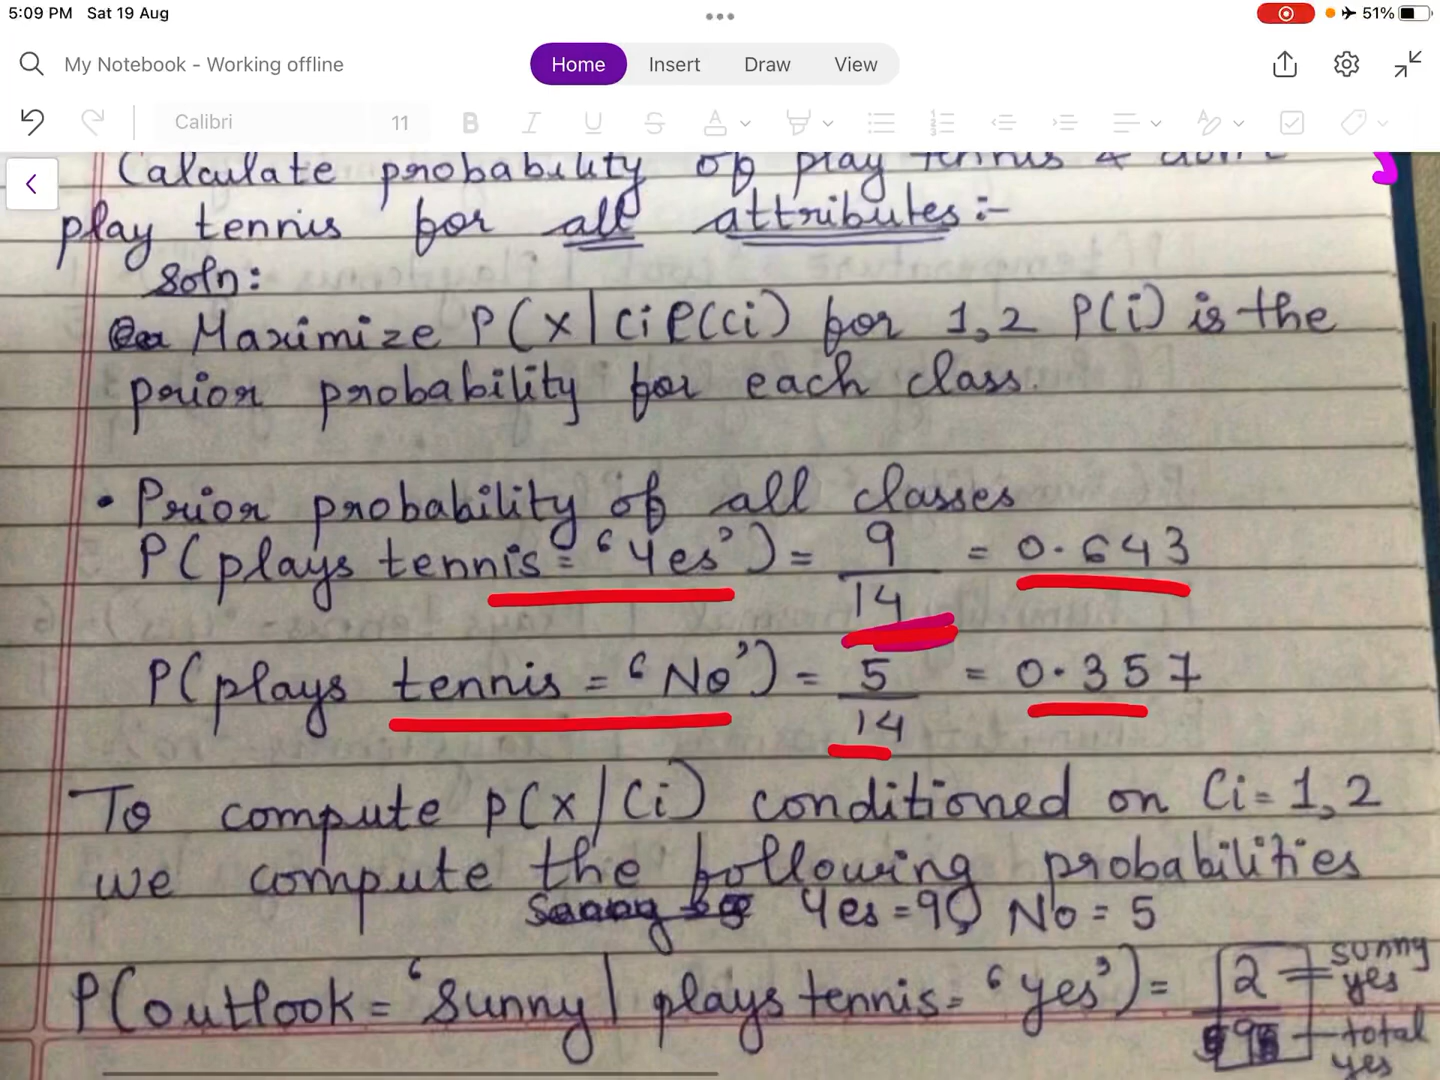 5:09 PM Sat 19 Aug
51%
My Notebook - Working offline
Home Insert Draw View
Calibri 11 B I U S A
Calculate probability of play tennis & don't
play tennis for all attributes :-
Soln:
Maximize P(X|CiP(Ci) for 1,2 P(i) is the
prior probability for each class.
• Prior probability of all classes
P(plays tennis = 'Yes') = 9/14 = 0.643
P(plays tennis = 'No') = 5/14 = 0.357
To compute P(X/Ci) conditioned on Ci = 1,2
we compute the following probabilities
Yes = 9, No = 5
P(outlook = 'Sunny | plays tennis = 'yes') = 2/9
sunny
yes
total
yes